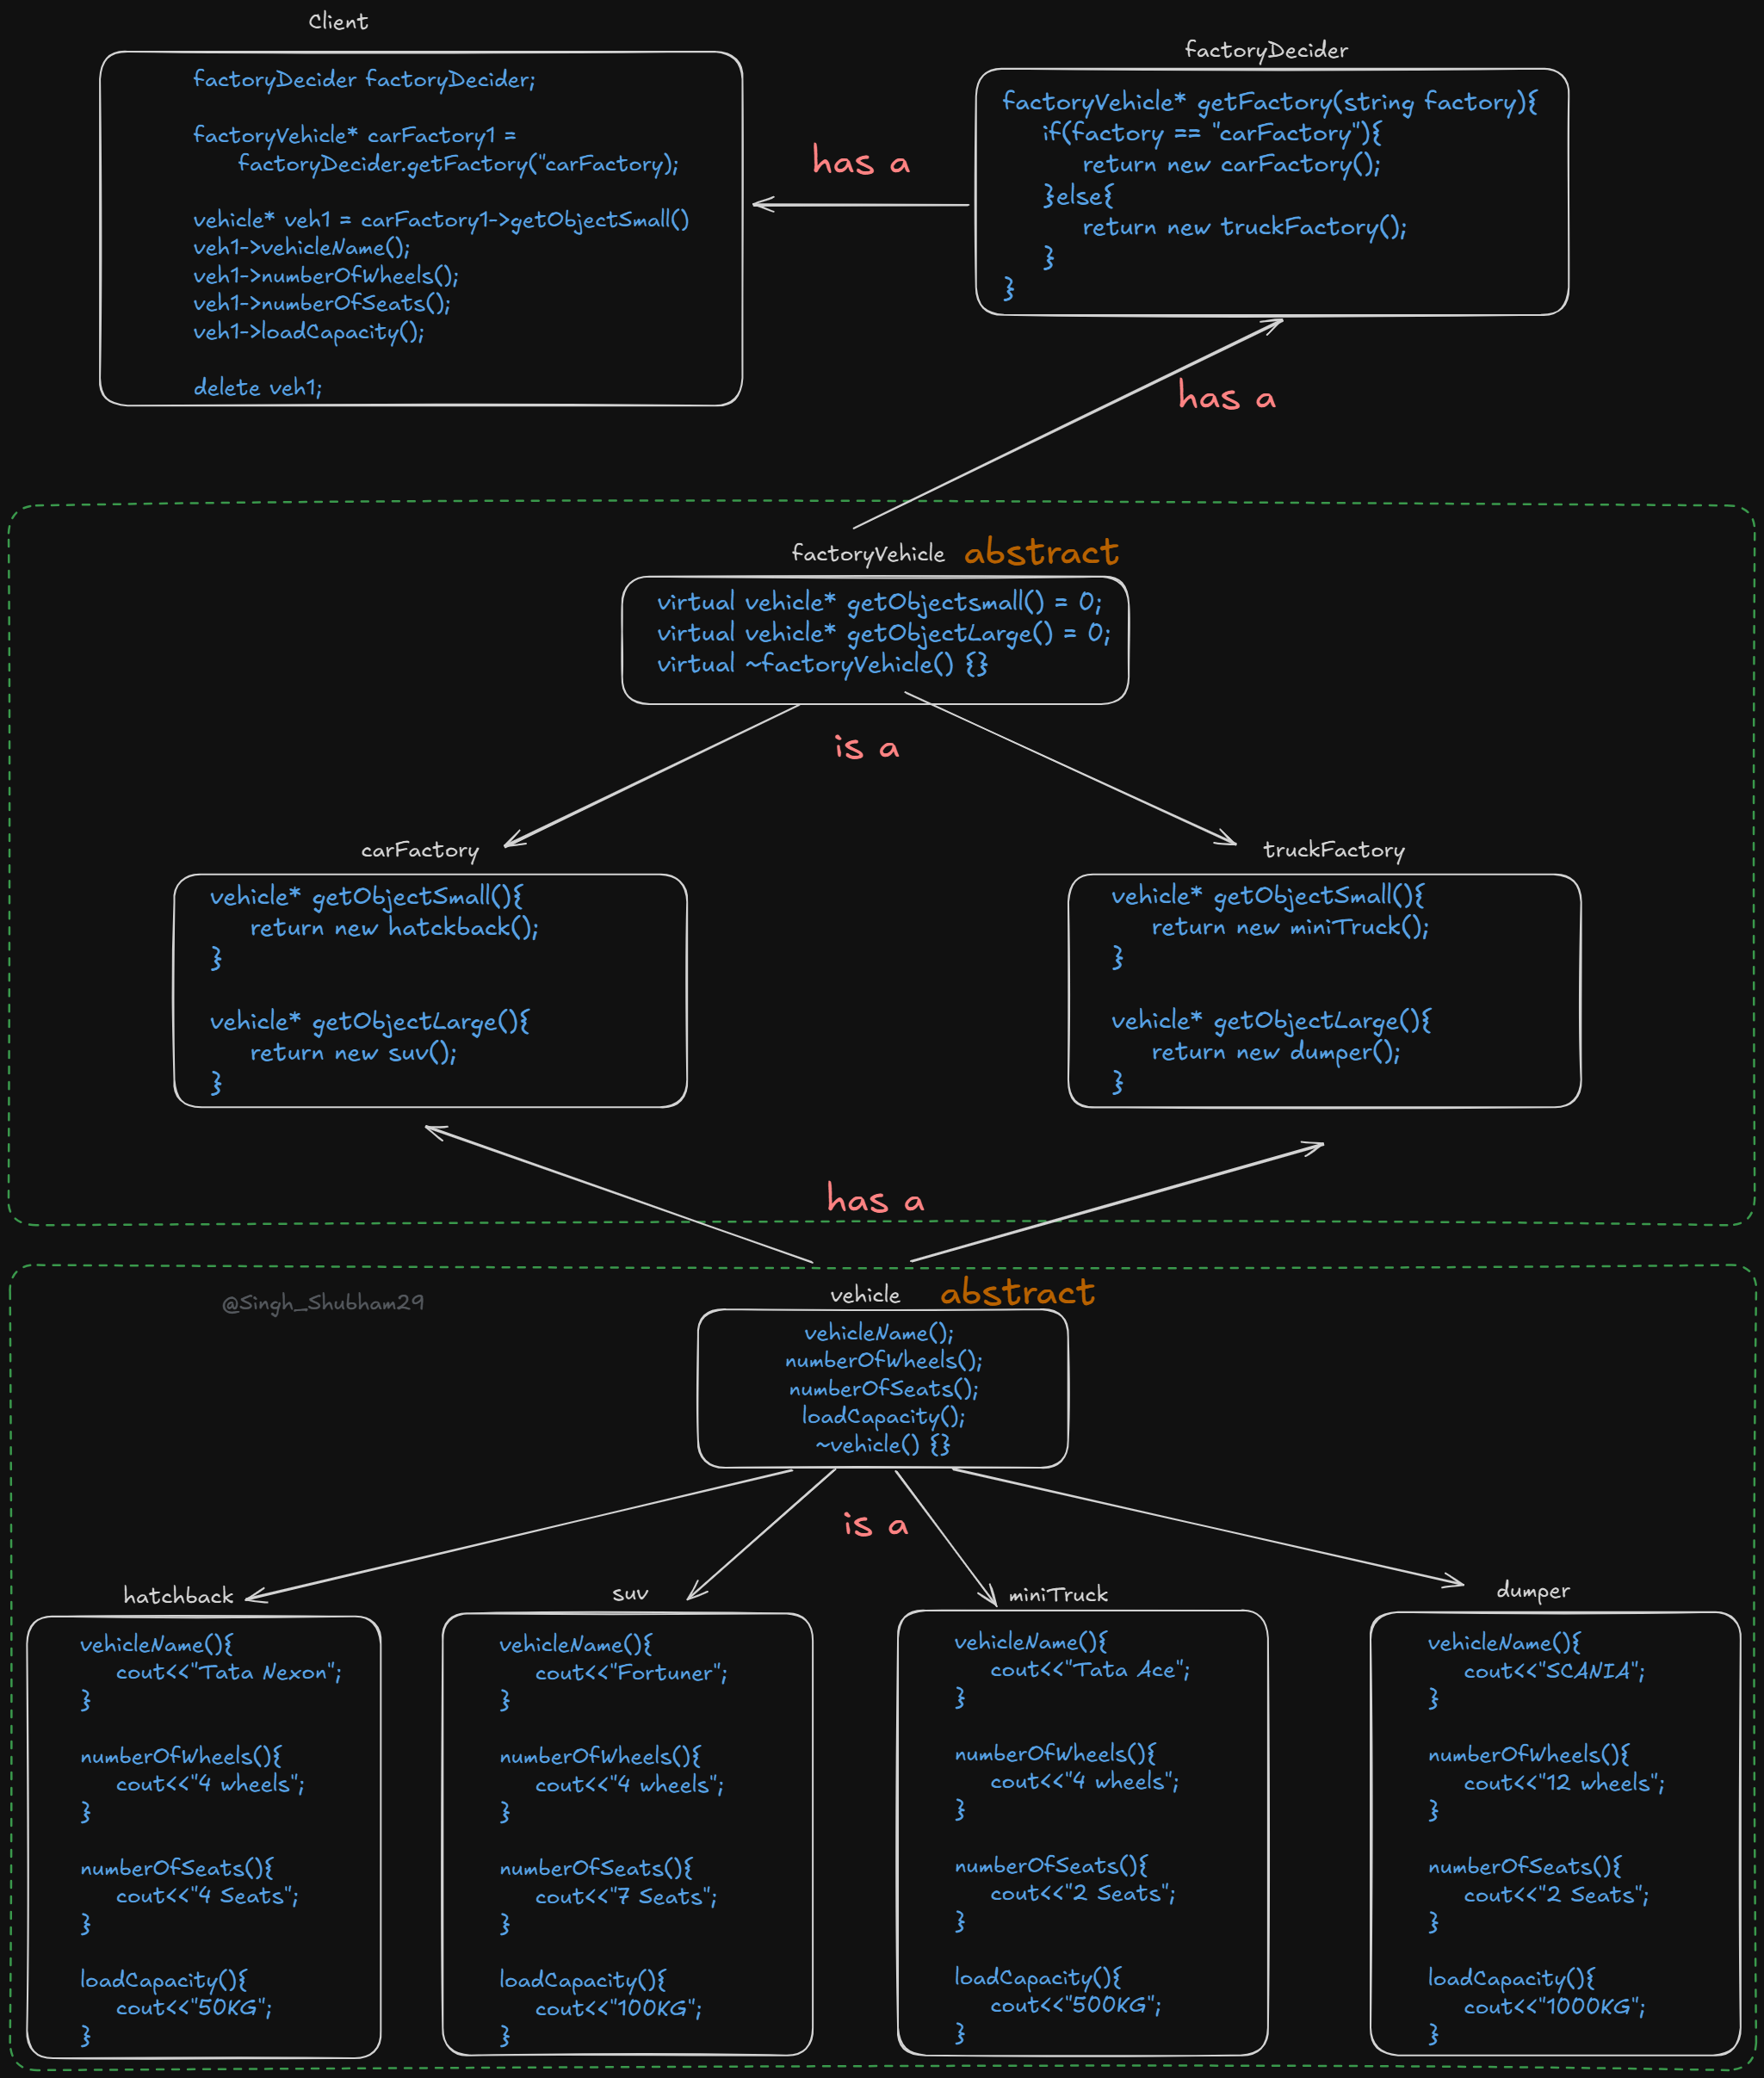 Client
factoryDecider factoryDecider;
factoryVehicle* carFactory1 =
factoryDecider.getFactory("carFactory);
vehicle* veh1 = carFactory1->getObjectSmall()
veh1->vehicleName();
veh1->numberOfWheels();
veh1->numberOfSeats();
veh1->loadCapacity();
delete veh1;
has a
factoryDecider
factoryVehicle* getFactory(string factory){
if(factory == "carFactory"){
return new carFactory();
}else{
return new truckFactory();
}
}
has a
factoryVehicle abstract
virtual vehicle* getObjectsmall() = 0;
virtual vehicle* getObjectLarge() = 0;
virtual ~factoryVehicle() {}
is a
carFactory
vehicle* getObjectSmall(){
return new hatckback();
}
vehicle* getObjectLarge(){
return new suv();
}
truckFactory
vehicle* getObjectSmall(){
return new miniTruck();
}
vehicle* getObjectLarge(){
return new dumper();
}
has a
@Singh_Shubham29
vehicle abstract
vehicleName();
numberOfWheels();
numberOfSeats();
loadCapacity();
~vehicle() {}
is a
hatchback
vehicleName(){
cout<<"Tata Nexon";
}
numberOfWheels(){
cout<<"4 wheels";
}
numberOfSeats(){
cout<<"4 Seats";
}
loadCapacity(){
cout<<"50KG";
}
suv
vehicleName(){
cout<<"Fortuner";
}
numberOfWheels(){
cout<<"4 wheels";
}
numberOfSeats(){
cout<<"7 Seats";
}
loadCapacity(){
cout<<"100KG";
}
miniTruck
vehicleName(){
cout<<"Tata Ace";
}
numberOfWheels(){
cout<<"4 wheels";
}
numberOfSeats(){
cout<<"2 Seats";
}
loadCapacity(){
cout<<"500KG";
}
dumper
vehicleName(){
cout<<"SCANIA";
}
numberOfWheels(){
cout<<"12 wheels";
}
numberOfSeats(){
cout<<"2 Seats";
}
loadCapacity(){
cout<<"1000KG";
}